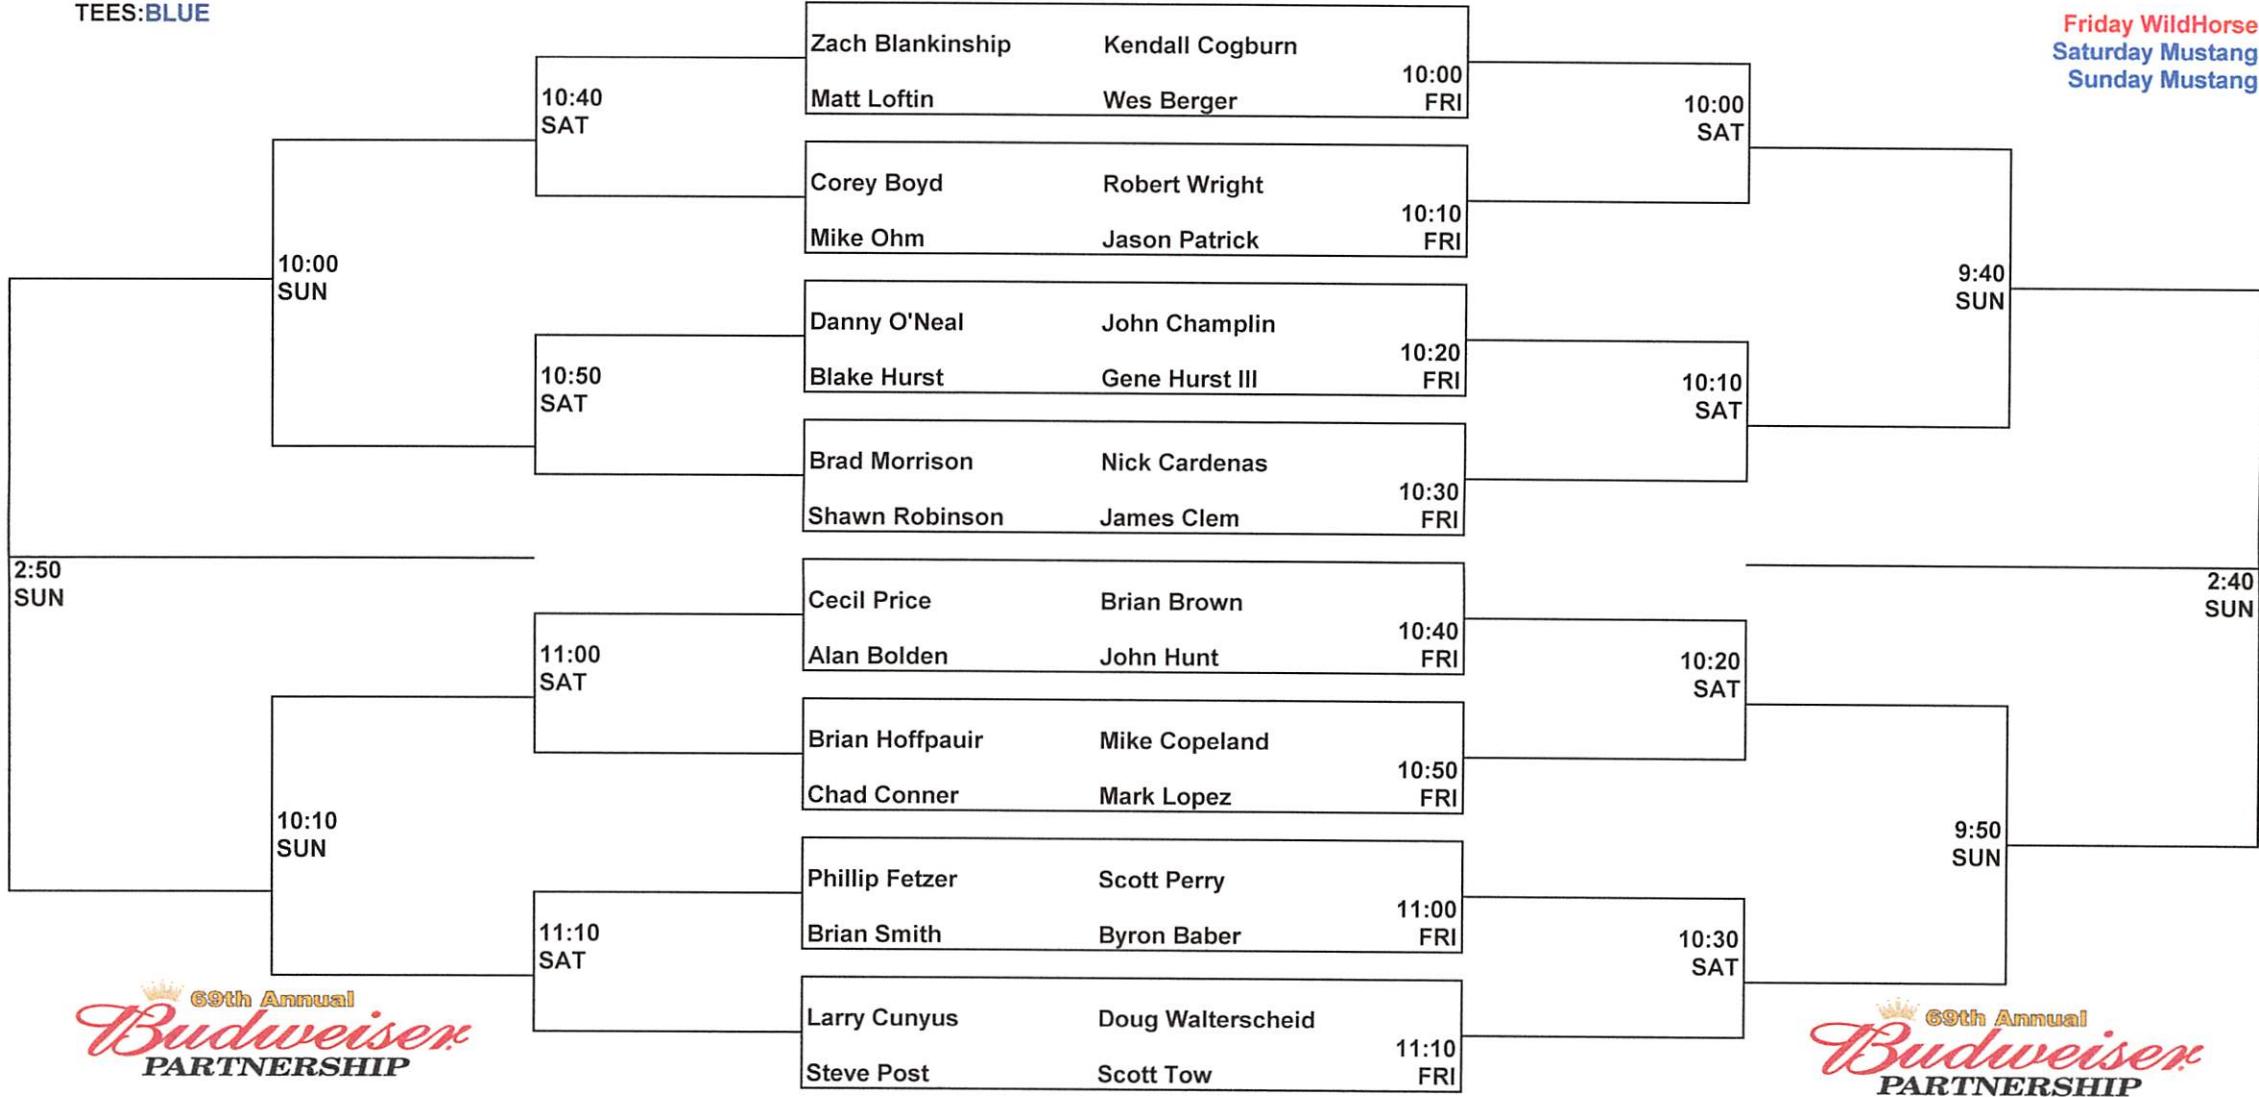 TEES:BLUE
Friday WildHorse
Saturday Mustang
Sunday Mustang
Zach Blankinship Kendall Cogburn
Matt Loftin Wes Berger
10:00
FRI
Corey Boyd Robert Wright
Mike Ohm Jason Patrick
10:10
FRI
Danny O'Neal John Champlin
Blake Hurst Gene Hurst III
10:20
FRI
Brad Morrison Nick Cardenas
Shawn Robinson James Clem
10:30
FRI
Cecil Price Brian Brown
Alan Bolden John Hunt
10:40
FRI
Brian Hoffpauir Mike Copeland
Chad Conner Mark Lopez
10:50
FRI
Phillip Fetzer Scott Perry
Brian Smith Byron Baber
11:00
FRI
Larry Cunyus Doug Walterscheid
Steve Post Scott Tow
11:10
FRI
10:40
SAT
10:50
SAT
11:00
SAT
11:10
SAT
10:00
SUN
10:10
SUN
2:50
SUN
10:00
SAT
10:10
SAT
10:20
SAT
10:30
SAT
9:40
SUN
9:50
SUN
2:40
SUN
69th Annual
Budweiser
PARTNERSHIP
69th Annual
Budweiser
PARTNERSHIP